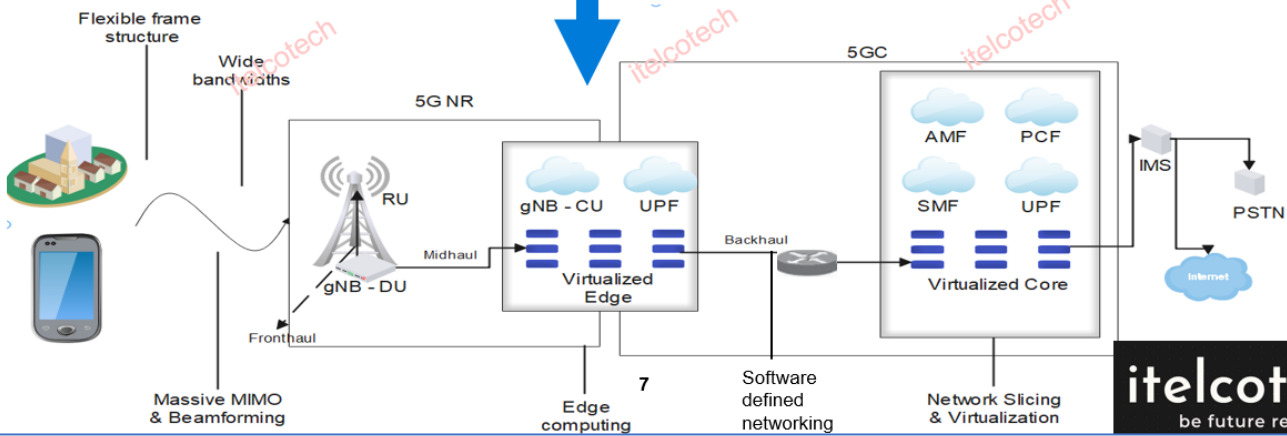 Flexible frame
structure
Wide
bandwidths
itelcotech
itelcotech
itelcotech
5G NR
5GC
RU
gNB - DU
Fronthaul
Midhaul
gNB - CU
UPF
Virtualized
Edge
Backhaul
AMF
PCF
SMF
UPF
Virtualized Core
IMS
PSTN
Internet
Massive MIMO
& Beamforming
Edge
computing
7
Software
defined
networking
Network Slicing
& Virtualization
itelcot
be future re